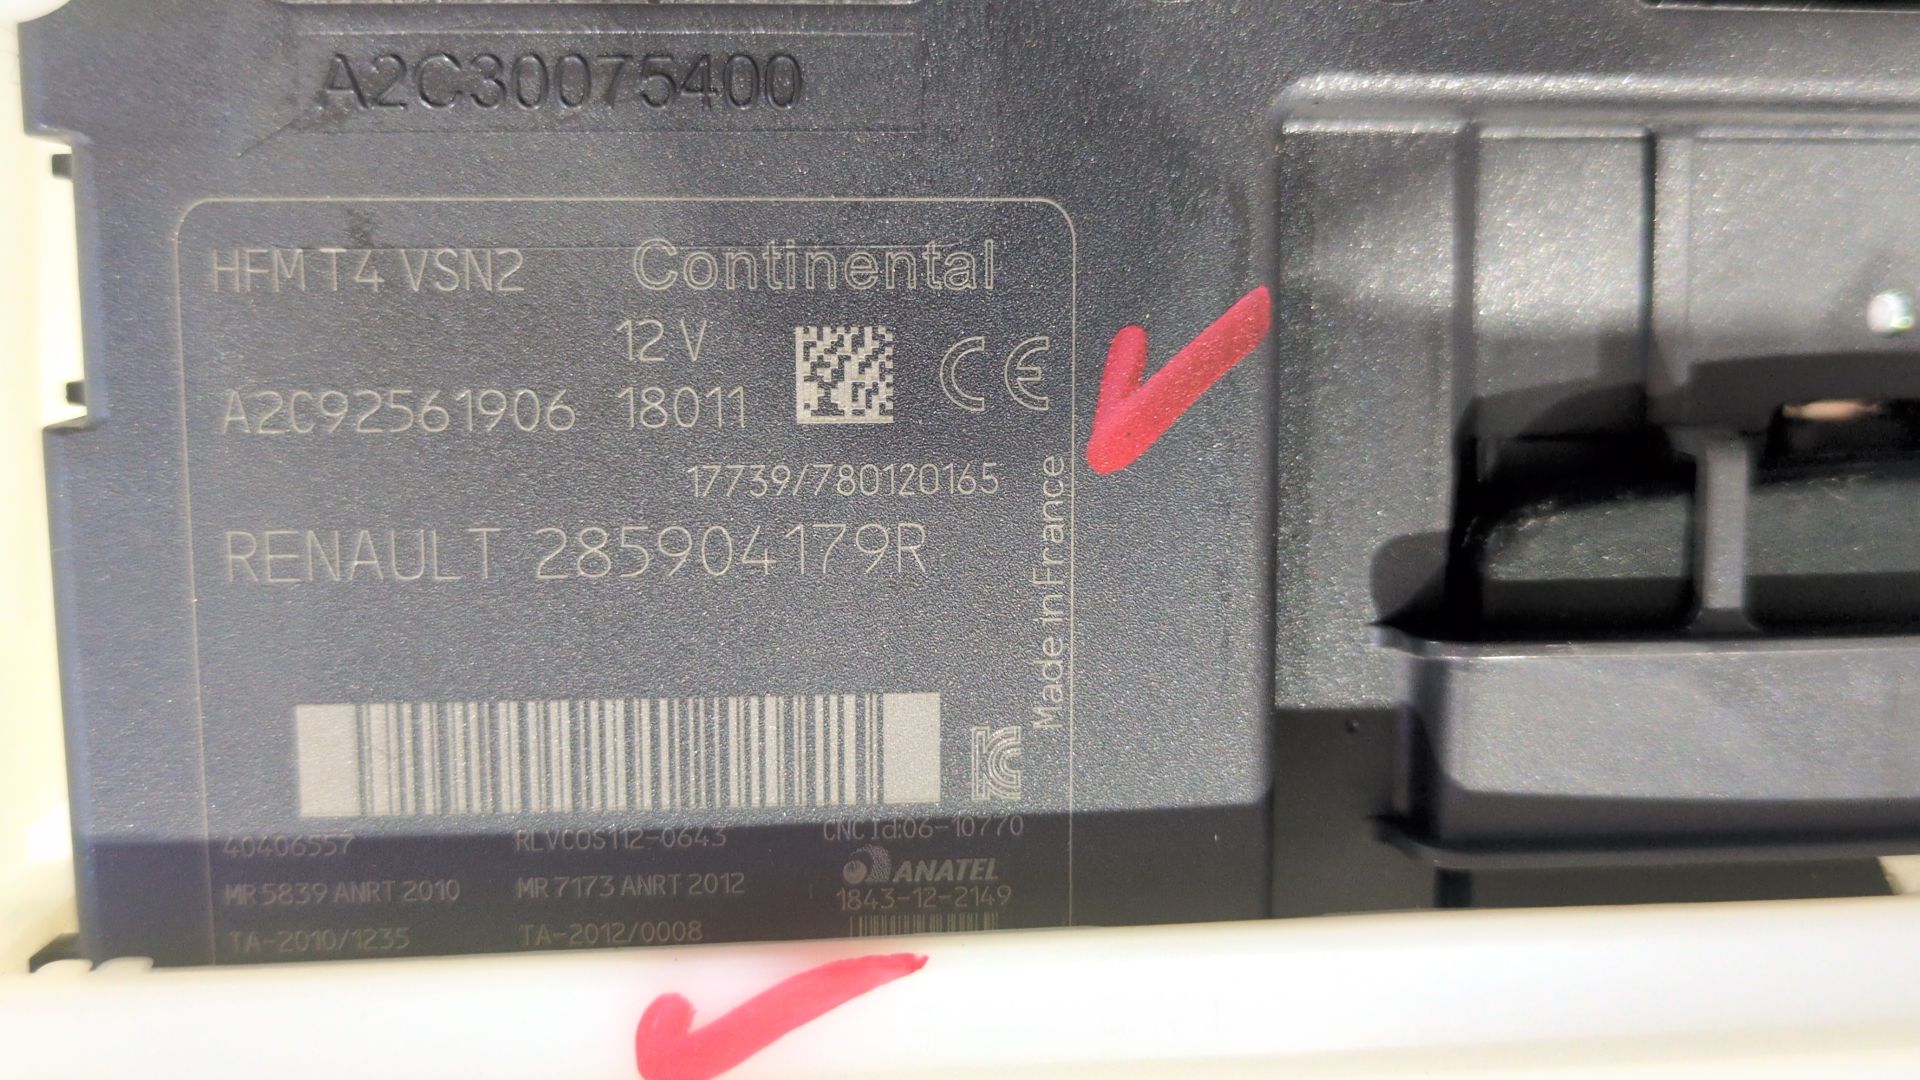 A2C30075400
HFM T4 VSN2 Continental
12 V
A2C92561906 18011 CE
17739/780120165
RENAULT 285904179R
Made in France
40406557 RLVCOS112-0643 CNC Id:06-10770
MR 5839 ANRT 2010 MR 7173 ANRT 2012 ANATEL
1843-12-2149
TA-2010/1235 TA-2012/0008